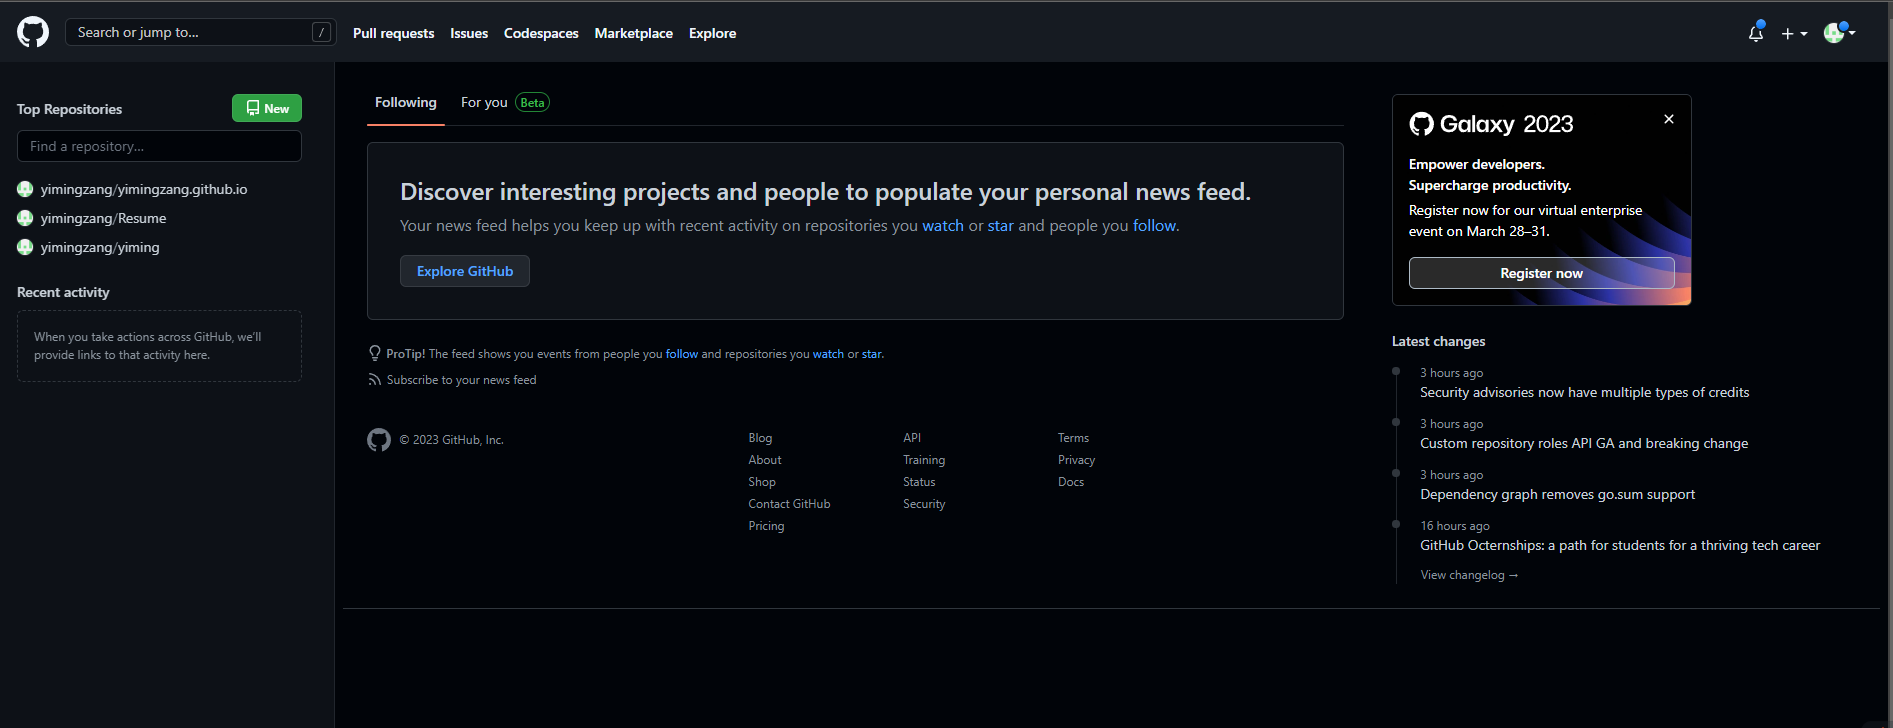 Search or jump to...
/
Pull requests
Issues
Codespaces
Marketplace
Explore
Top Repositories
New
Find a repository...
yimingzang/yimingzang.github.io
yimingzang/Resume
yimingzang/yiming
Recent activity
When you take actions across GitHub, we'll
provide links to that activity here.
Following
For you Beta
Discover interesting projects and people to populate your personal news feed.
Your news feed helps you keep up with recent activity on repositories you watch or star and people you follow.
Explore GitHub
ProTip! The feed shows you events from people you follow and repositories you watch or star.
Subscribe to your news feed
© 2023 GitHub, Inc.
Blog
About
Shop
Contact GitHub
Pricing
API
Training
Status
Security
Terms
Privacy
Docs
Galaxy 2023
Empower developers.
Supercharge productivity.
Register now for our virtual enterprise
event on March 28–31.
Register now
Latest changes
3 hours ago
Security advisories now have multiple types of credits
3 hours ago
Custom repository roles API GA and breaking change
3 hours ago
Dependency graph removes go.sum support
16 hours ago
GitHub Octernships: a path for students for a thriving tech career
View changelog →